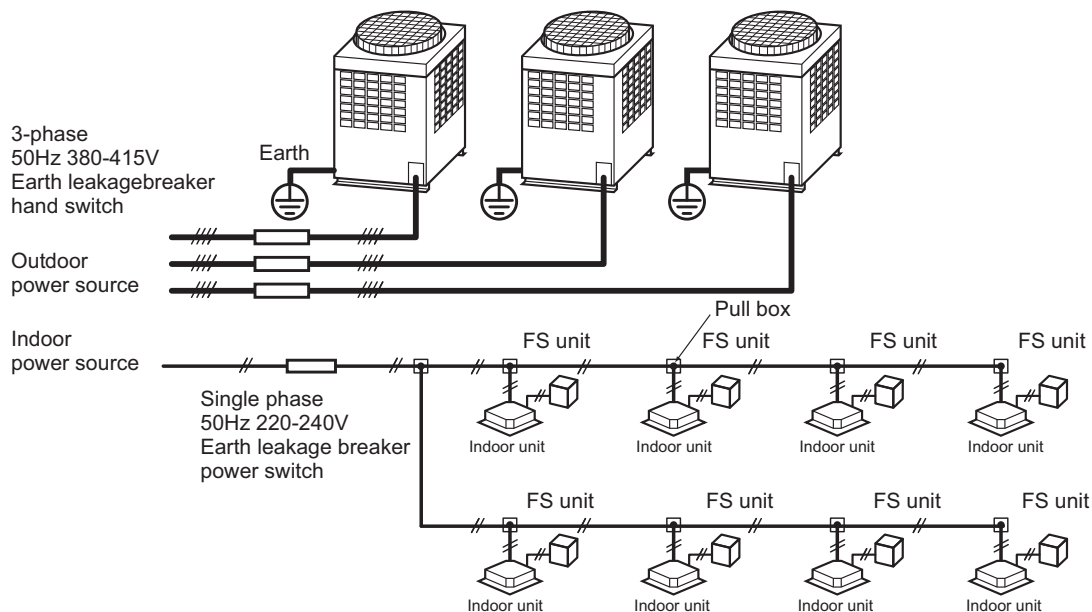 3-phase
50Hz 380-415V
Earth leakagebreaker
hand switch
Earth
Outdoor
power source
Pull box
Indoor
power source
FS unit
FS unit
FS unit
FS unit
Single phase
50Hz 220-240V
Earth leakage breaker
power switch
Indoor unit
Indoor unit
Indoor unit
Indoor unit
FS unit
FS unit
FS unit
FS unit
Indoor unit
Indoor unit
Indoor unit
Indoor unit